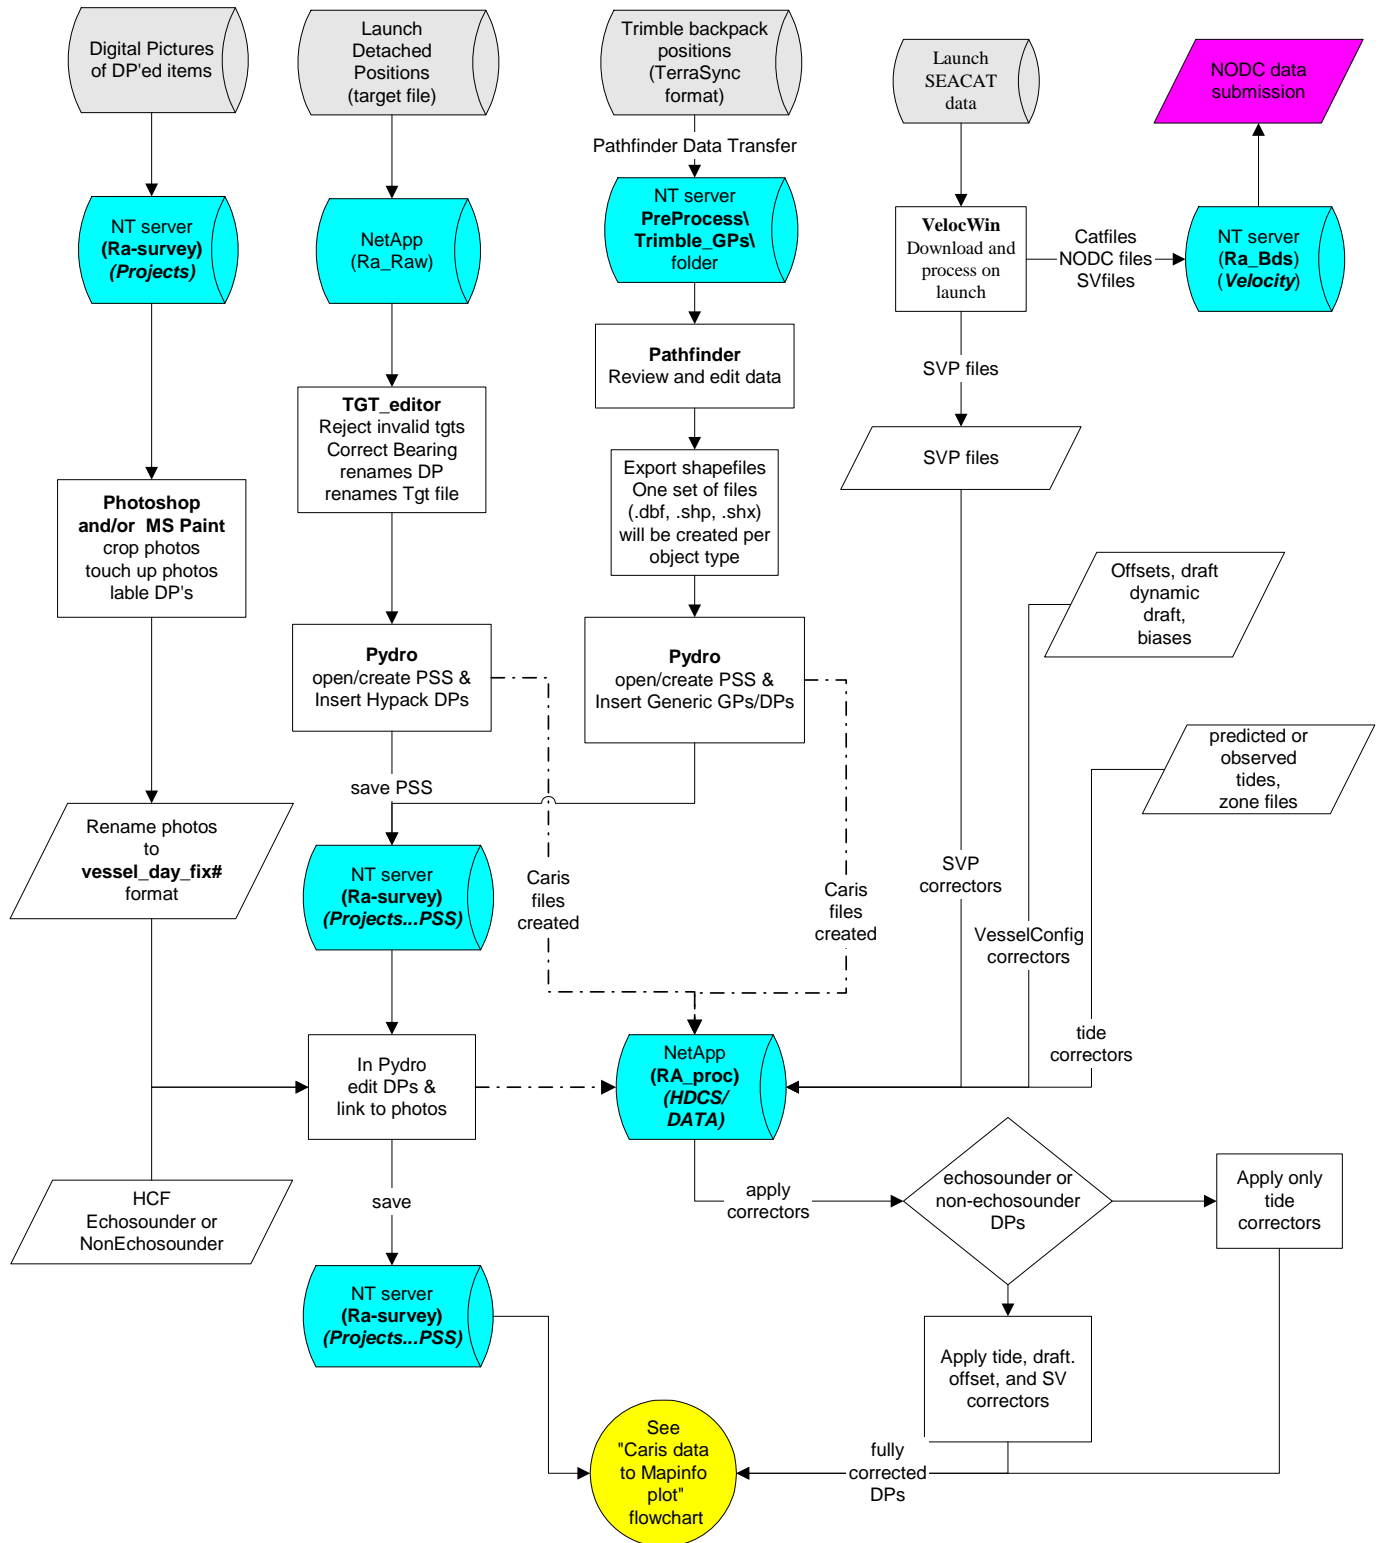 Digital Pictures
of DP'ed items
Launch
Detached
Positions
(target file)
Trimble backpack
positions
(TerraSync
format)
Launch
SEACAT
data
NODC data
submission
Pathfinder Data Transfer
NT server
(Ra-survey)
(Projects)
NetApp
(Ra_Raw)
NT server
PreProcess\
Trimble_GPs\
folder
VelocWin
Download and
process on
launch
Catfiles
NODC files
SVfiles
NT server
(Ra_Bds)
(Velocity)
Pathfinder
Review and edit data
SVP files
TGT_editor
Reject invalid tgts
Correct Bearing
renames DP
renames Tgt file
SVP files
Export shapefiles
One set of files
(.dbf, .shp, .shx)
will be created per
object type
Photoshop
and/or MS Paint
crop photos
touch up photos
lable DP's
Offsets, draft
dynamic
draft,
biases
Pydro
open/create PSS &
Insert Hypack DPs
Pydro
open/create PSS &
Insert Generic GPs/DPs
predicted or
observed
tides,
zone files
save PSS
Rename photos
to
vessel_day_fix#
format
NT server
(Ra-survey)
(Projects...PSS)
Caris
files
created
Caris
files
created
SVP
correctors
VesselConfig
correctors
tide
correctors
In Pydro
edit DPs &
link to photos
NetApp
(RA_proc)
(HDCS/
DATA)
HCF
Echosounder or
NonEchosounder
save
apply
correctors
echosounder or
non-echosounder
DPs
Apply only
tide
correctors
NT server
(Ra-survey)
(Projects...PSS)
Apply tide, draft.
offset, and SV
correctors
See
"Caris data
to Mapinfo
plot"
flowchart
fully
corrected
DPs